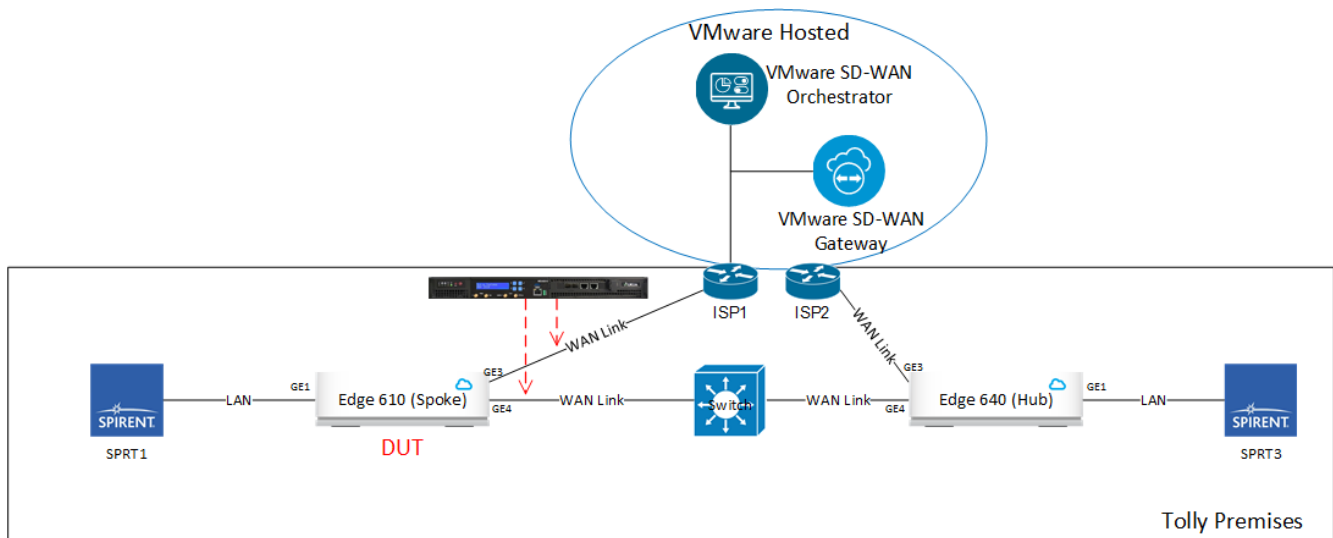 VMware Hosted
VMware SD-WAN
Orchestrator
VMware SD-WAN
Gateway
ISP1
ISP2
WAN Link
WAN Link
GE3
GE3
GE1
Edge 610 (Spoke)
GE4
WAN Link
Switch
WAN Link
GE4
Edge 640 (Hub)
GE1
LAN
LAN
SPIRENT
SPRT1
DUT
SPIRENT
SPRT3
Tolly Premises